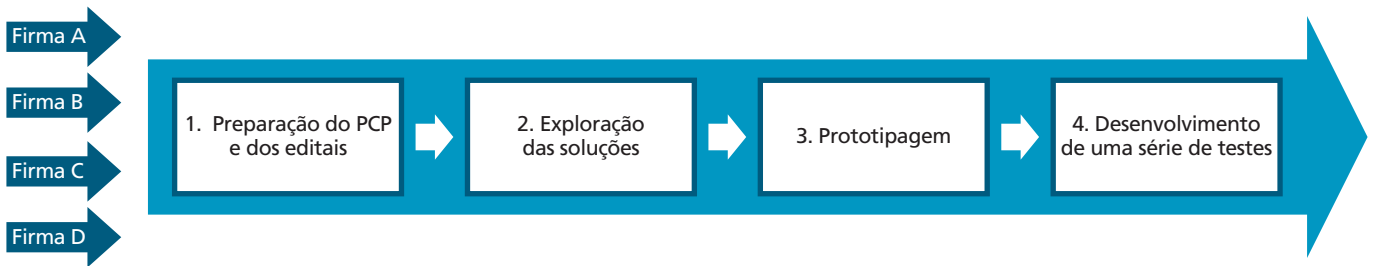 Firma A
Firma B
Firma C
Firma D
1. Preparação do PCP
e dos editais
2. Exploração
das soluções
3. Prototipagem
4. Desenvolvimento
de uma série de testes